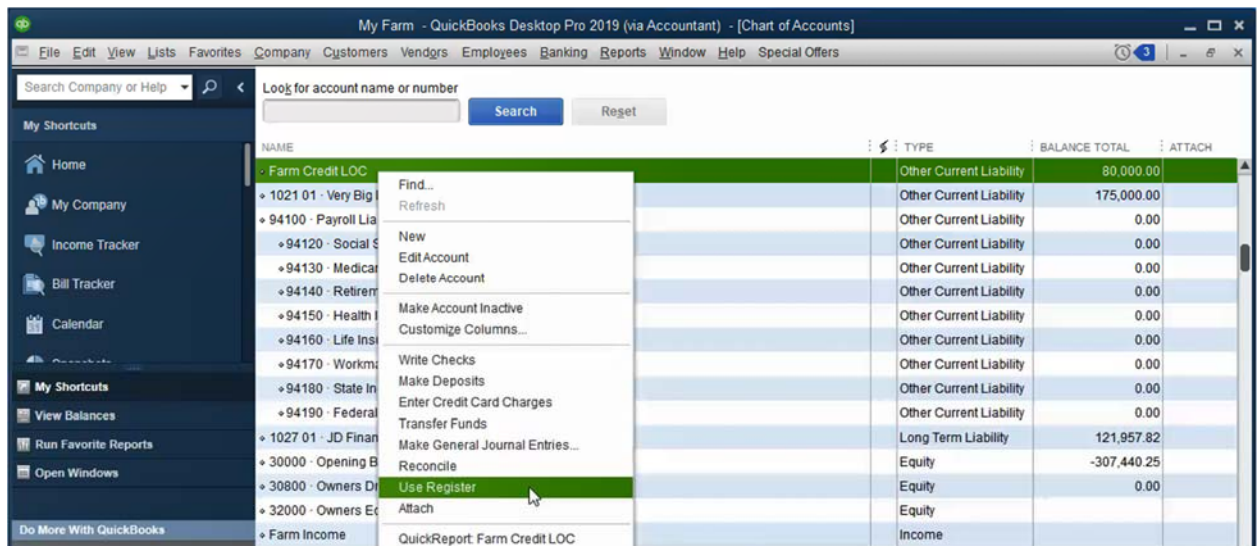 qb My Farm - QuickBooks Desktop Pro 2019 (via Accountant) - [Chart of Accounts]
File Edit View Lists Favorites Company Customers Vendors Employees Banking Reports Window Help Special Offers 3
Search Company or Help
Look for account name or number
Search Reset
My Shortcuts
Home
My Company
Income Tracker
Bill Tracker
Calendar
My Shortcuts
View Balances
Run Favorite Reports
Open Windows
Do More With QuickBooks
NAME TYPE BALANCE TOTAL ATTACH
Farm Credit LOC Other Current Liability 80,000.00
1021 01 · Very Big Other Current Liability 175,000.00
94100 · Payroll Lia Other Current Liability 0.00
94120 · Social S Other Current Liability 0.00
94130 · Medicar Other Current Liability 0.00
94140 · Retirem Other Current Liability 0.00
94150 · Health Other Current Liability 0.00
94160 · Life Ins Other Current Liability 0.00
94170 · Workma Other Current Liability 0.00
94180 · State In Other Current Liability 0.00
94190 · Federal Other Current Liability 0.00
1027 01 · JD Finan Long Term Liability 121,957.82
30000 · Opening B Equity -307,440.25
30800 · Owners Dr Equity 0.00
32000 · Owners Eq Equity
Farm Income Income
Find...
Refresh
New
Edit Account
Delete Account
Make Account Inactive
Customize Columns...
Write Checks
Make Deposits
Enter Credit Card Charges
Transfer Funds
Make General Journal Entries...
Reconcile
Use Register
Attach
QuickReport: Farm Credit LOC